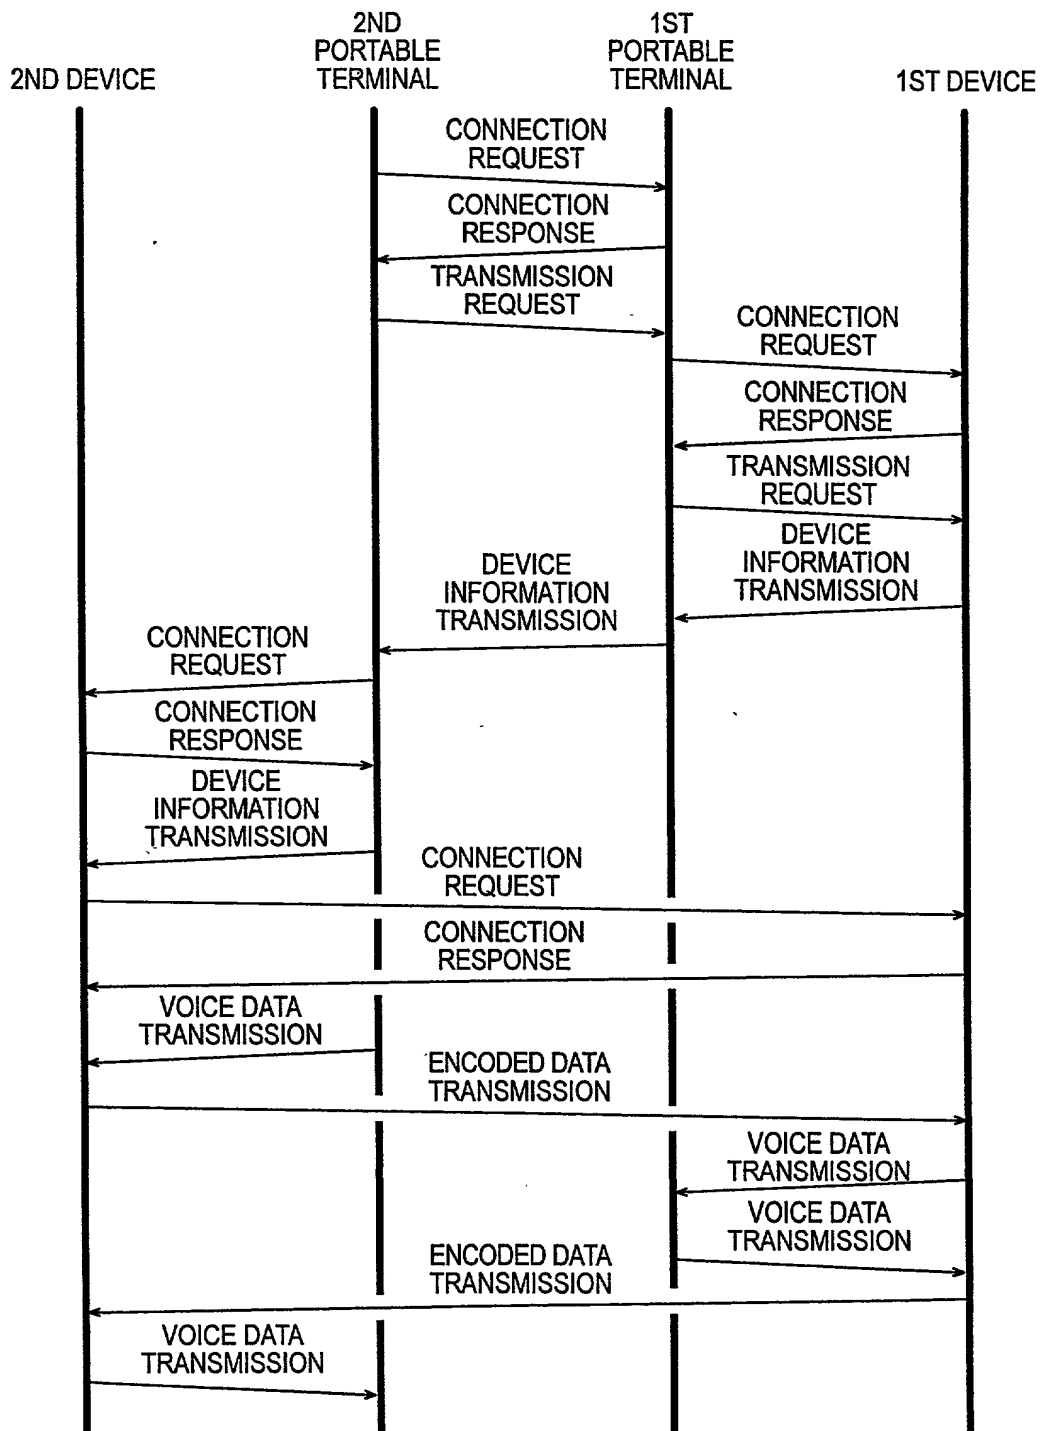 2ND
PORTABLE
TERMINAL
1ST
PORTABLE
TERMINAL
2ND DEVICE
1ST DEVICE
CONNECTION
REQUEST
CONNECTION
RESPONSE
TRANSMISSION
REQUEST
CONNECTION
REQUEST
CONNECTION
RESPONSE
TRANSMISSION
REQUEST
DEVICE
INFORMATION
TRANSMISSION
DEVICE
INFORMATION
TRANSMISSION
CONNECTION
REQUEST
CONNECTION
RESPONSE
DEVICE
INFORMATION
TRANSMISSION
CONNECTION
REQUEST
CONNECTION
RESPONSE
VOICE DATA
TRANSMISSION
ENCODED DATA
TRANSMISSION
VOICE DATA
TRANSMISSION
VOICE DATA
TRANSMISSION
ENCODED DATA
TRANSMISSION
VOICE DATA
TRANSMISSION